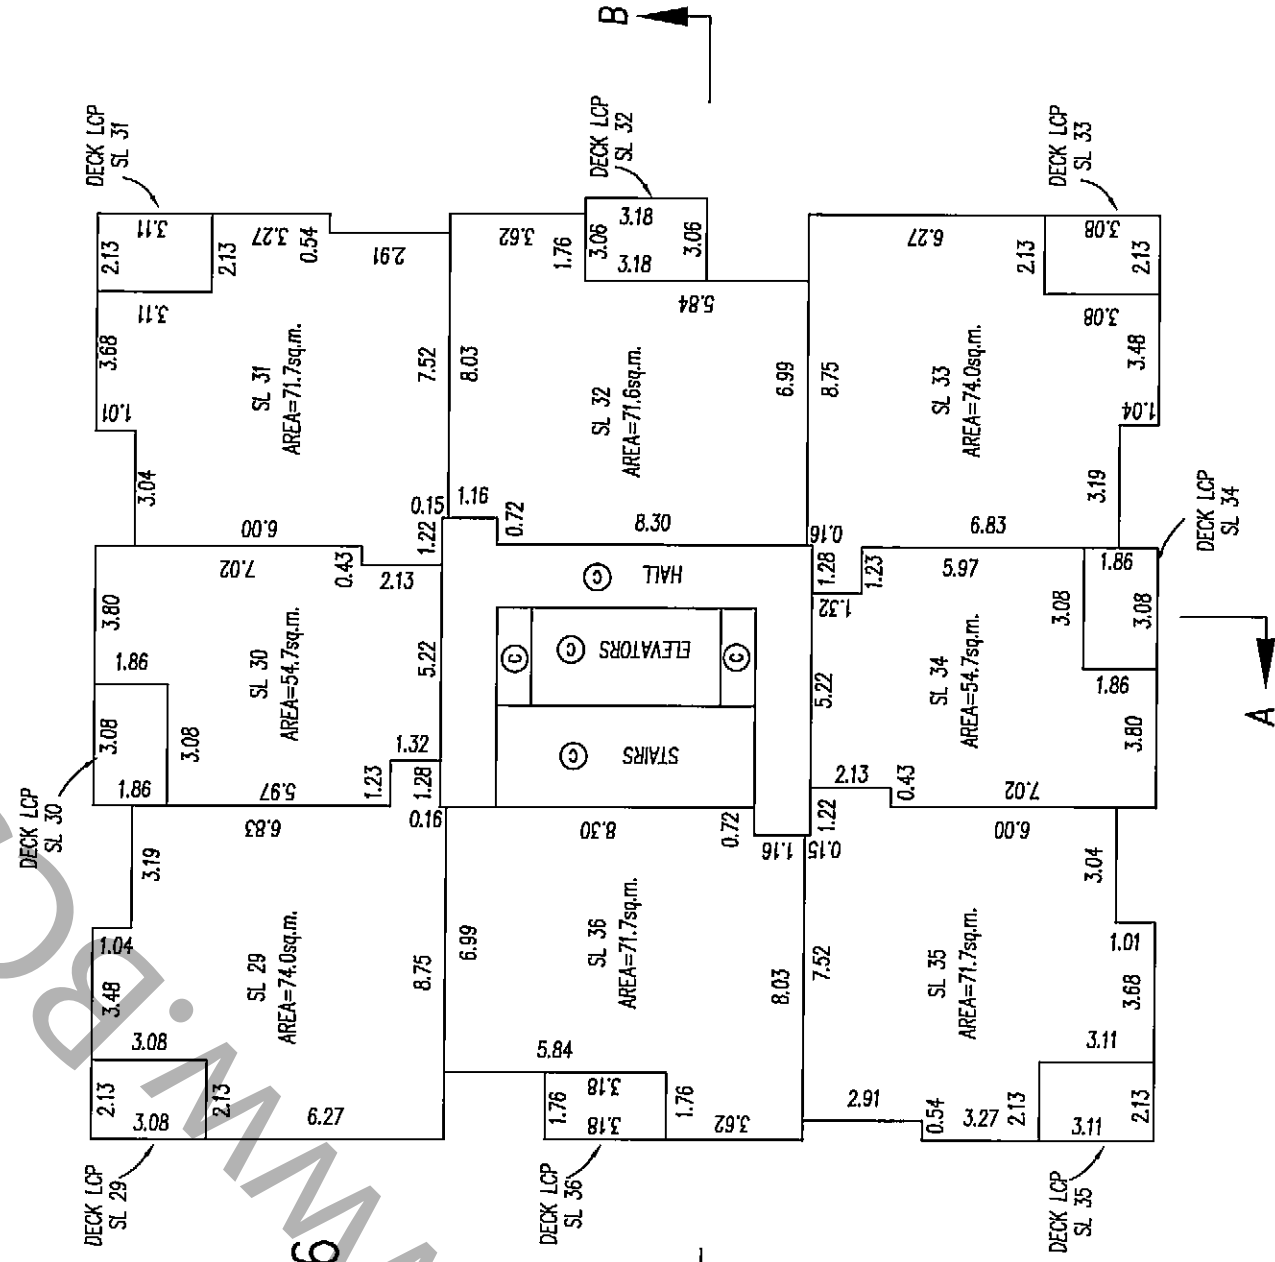 B
DECK LCP
SL 31
DECK LCP
SL 32
DECK LCP
SL 33
2.13
3.11
2.13
3.11
3.68
1.01
3.04
3.27
0.54
2.91
SL 31
AREA=71.7sq.m.
7.52
6.00
0.15
1.22
3.62
1.76
3.06
3.18
3.18
3.06
5.84
8.03
SL 32
AREA=71.6sq.m.
6.99
1.16
0.72
8.30
0.16
6.27
2.13
3.08
2.13
3.08
3.48
1.04
3.19
8.75
SL 33
AREA=74.0sq.m.
6.83
DECK LCP
SL 34
7.02
0.43
2.13
3.80
1.86
3.08
3.08
1.86
5.97
SL 30
AREA=54.7sq.m.
5.22
1.32
1.23
1.28
DECK LCP
SL 30
HALL
C
ELEVATORS
C
C
C
STAIRS
C
1.28
1.23
1.32
5.97
1.86
3.08
3.08
1.86
3.80
5.22
SL 34
AREA=54.7sq.m.
2.13
0.43
7.02
A
6.83
0.16
3.19
1.04
3.48
3.08
2.13
2.13
3.08
6.27
SL 29
AREA=74.0sq.m.
8.75
DECK LCP
SL 29
8.30
0.72
1.16
6.99
SL 36
AREA=71.7sq.m.
8.03
5.84
1.76
3.18
3.18
1.76
3.62
DECK LCP
SL 36
0.15
1.22
6.00
3.04
1.01
3.68
7.52
SL 35
AREA=71.7sq.m.
2.91
0.54
3.27
2.13
3.11
3.11
2.13
DECK LCP
SL 35